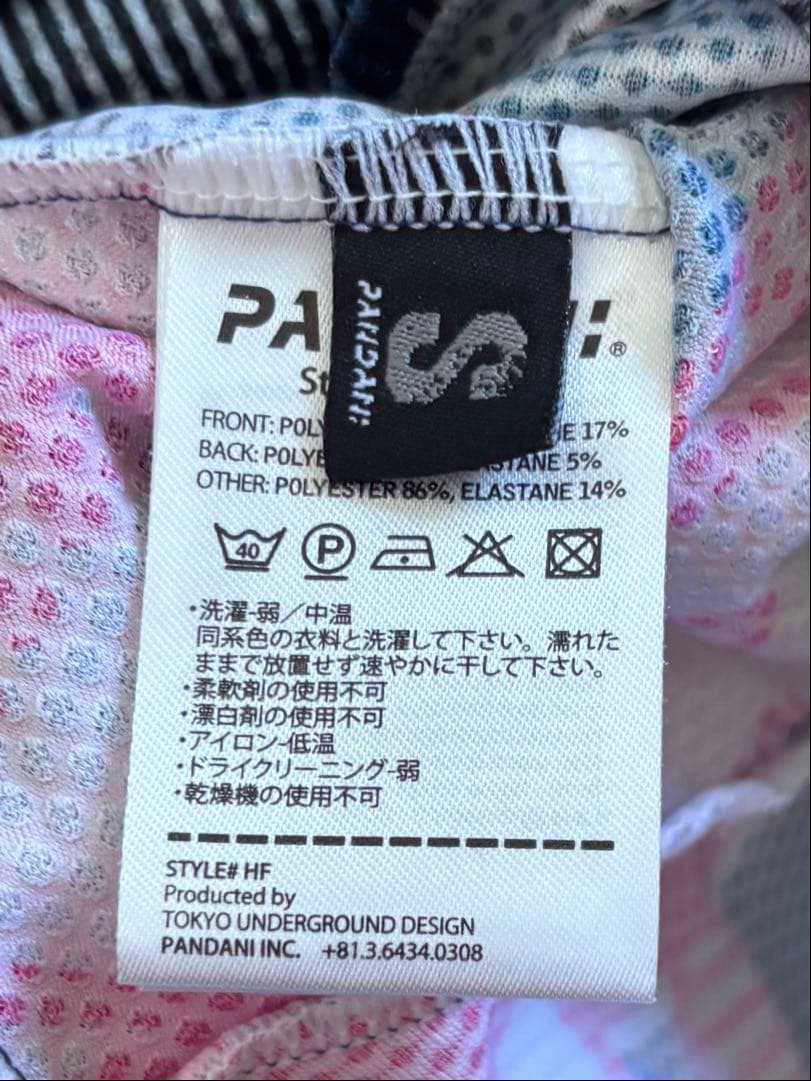 PANDANI
S
PA I:®
St
FRONT: POLY E 17%
BACK: POLYE ASTANE 5%
OTHER: POLYESTER 86%, ELASTANE 14%
40 P
・洗濯-弱／中温
同系色の衣料と洗濯して下さい。濡れた
ままで放置せず速やかに干して下さい。
・柔軟剤の使用不可
・漂白剤の使用不可
・アイロン-低温
・ドライクリーニング-弱
・乾燥機の使用不可
STYLE# HF
Producted by
TOKYO UNDERGROUND DESIGN
PANDANI INC. +81.3.6434.0308